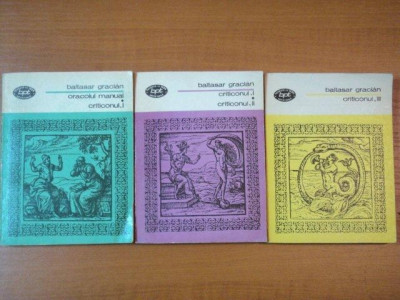 bpt
baltasar gracián
oracolul manual
criticonul, I
bpt
baltasar gracián
criticonul, I
criticonul, II
bpt
baltasar gracián
criticonul, III